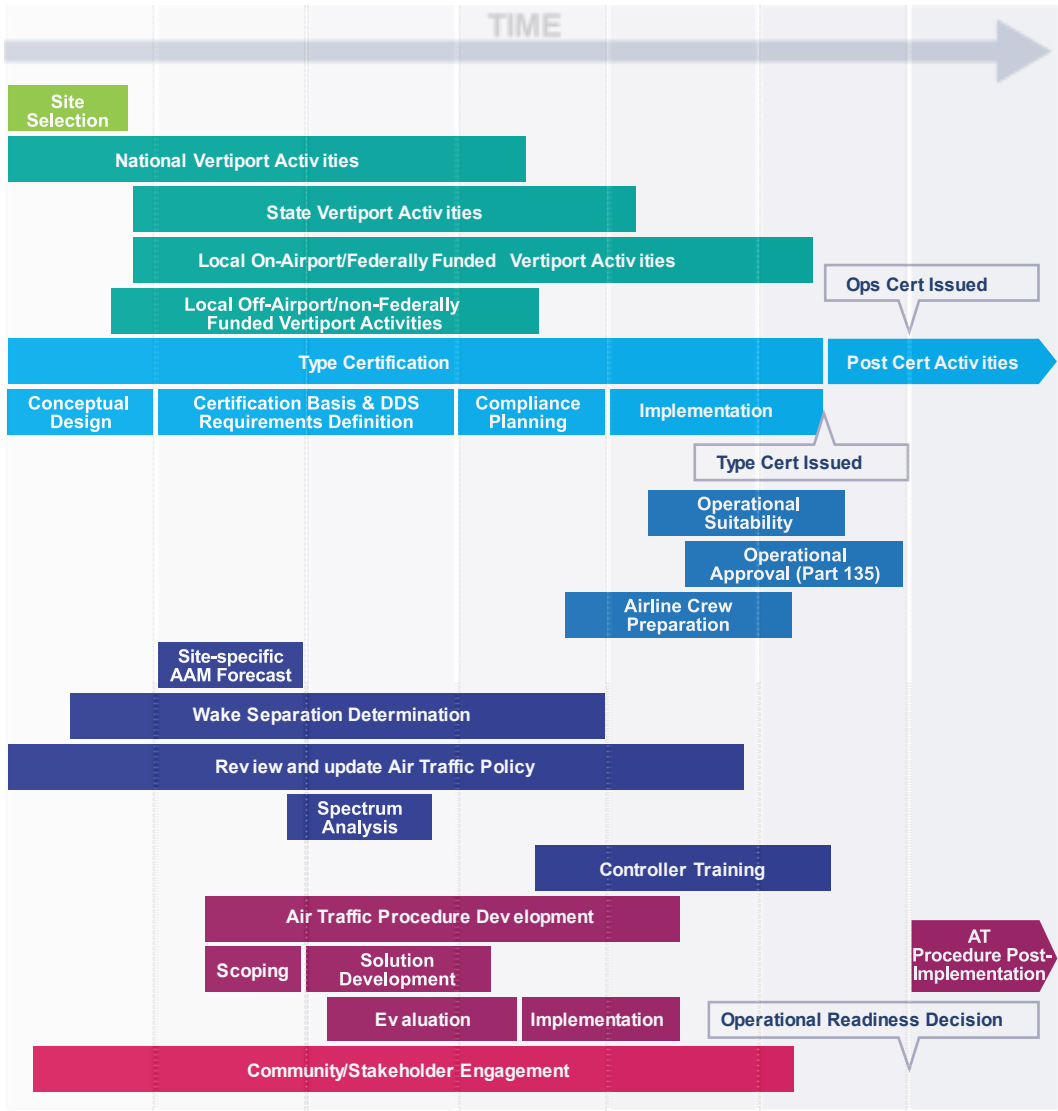 TIME
Site
Selection
National Vertiport Activities
State Vertiport Activities
Local On-Airport/Federally Funded Vertiport Activities
Ops Cert Issued
Local Off-Airport/non-Federally
Funded Vertiport Activities
Type Certification
Post Cert Activities
Conceptual
Design
Certification Basis & DDS
Requirements Definition
Compliance
Planning
Implementation
Type Cert Issued
Operational
Suitability
Operational
Approval (Part 135)
Airline Crew
Preparation
Site-specific
AAM Forecast
Wake Separation Determination
Review and update Air Traffic Policy
Spectrum
Analysis
Controller Training
Air Traffic Procedure Development
AT
Procedure Post-
Implementation
Scoping
Solution
Development
Evaluation
Implementation
Operational Readiness Decision
Community/Stakeholder Engagement